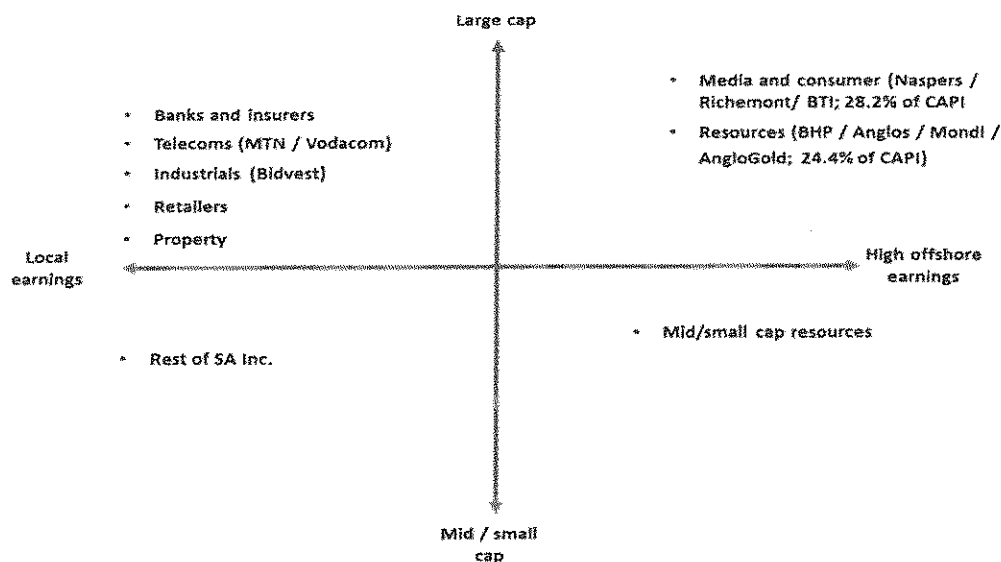 Large cap
• Media and consumer (Naspers /
Richemont/ BTI; 28.2% of CAPI
• Resources (BHP / Anglos / Mondi /
AngloGold; 24.4% of CAPI)
• Banks and insurers
• Telecoms (MTN / Vodacom)
• Industrials (Bidvest)
• Retailers
• Property
Local
earnings
High offshore
earnings
• Mid/small cap resources
• Rest of SA Inc.
Mid / small
cap